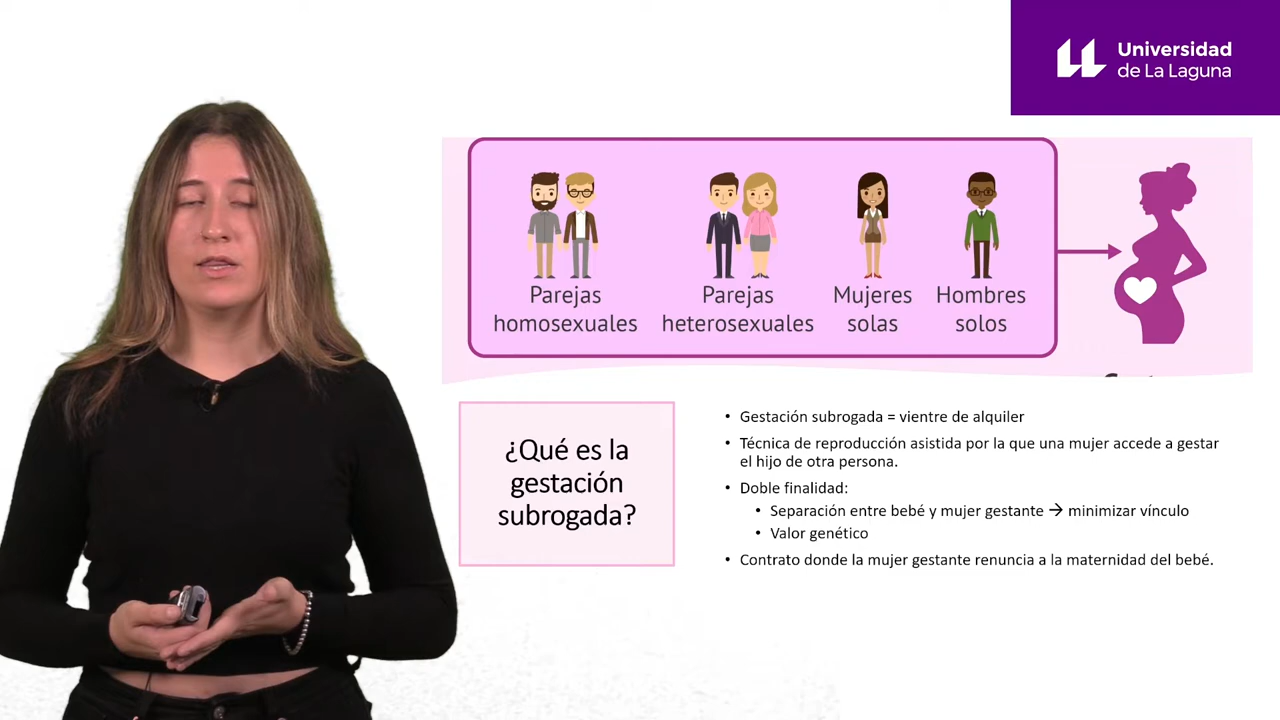 Universidad
de La Laguna
Parejas
homosexuales
Parejas
heterosexuales
Mujeres
solas
Hombres
solos
¿Qué es la
gestación
subrogada?
• Gestación subrogada = vientre de alquiler
• Técnica de reproducción asistida por la que una mujer accede a gestar
el hijo de otra persona.
• Doble finalidad:
• Separación entre bebé y mujer gestante → minimizar vínculo
• Valor genético
• Contrato donde la mujer gestante renuncia a la maternidad del bebé.